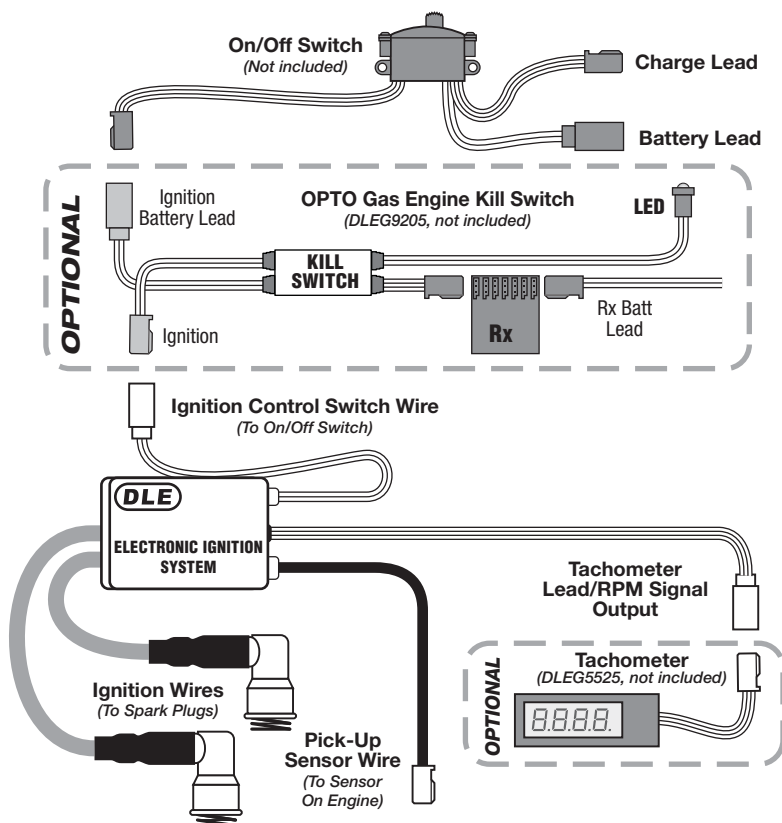 On/Off Switch
(Not included)
Charge Lead
Battery Lead
OPTIONAL
Ignition
Battery Lead
OPTO Gas Engine Kill Switch
(DLEG9205, not included)
LED
KILL
SWITCH
Ignition
Rx
Rx Batt
Lead
Ignition Control Switch Wire
(To On/Off Switch)
DLE
ELECTRONIC IGNITION
SYSTEM
Tachometer
Lead/RPM Signal
Output
Ignition Wires
(To Spark Plugs)
Pick-Up
Sensor Wire
(To Sensor
On Engine)
OPTIONAL
Tachometer
(DLEG5525, not included)
8.8.8.8.